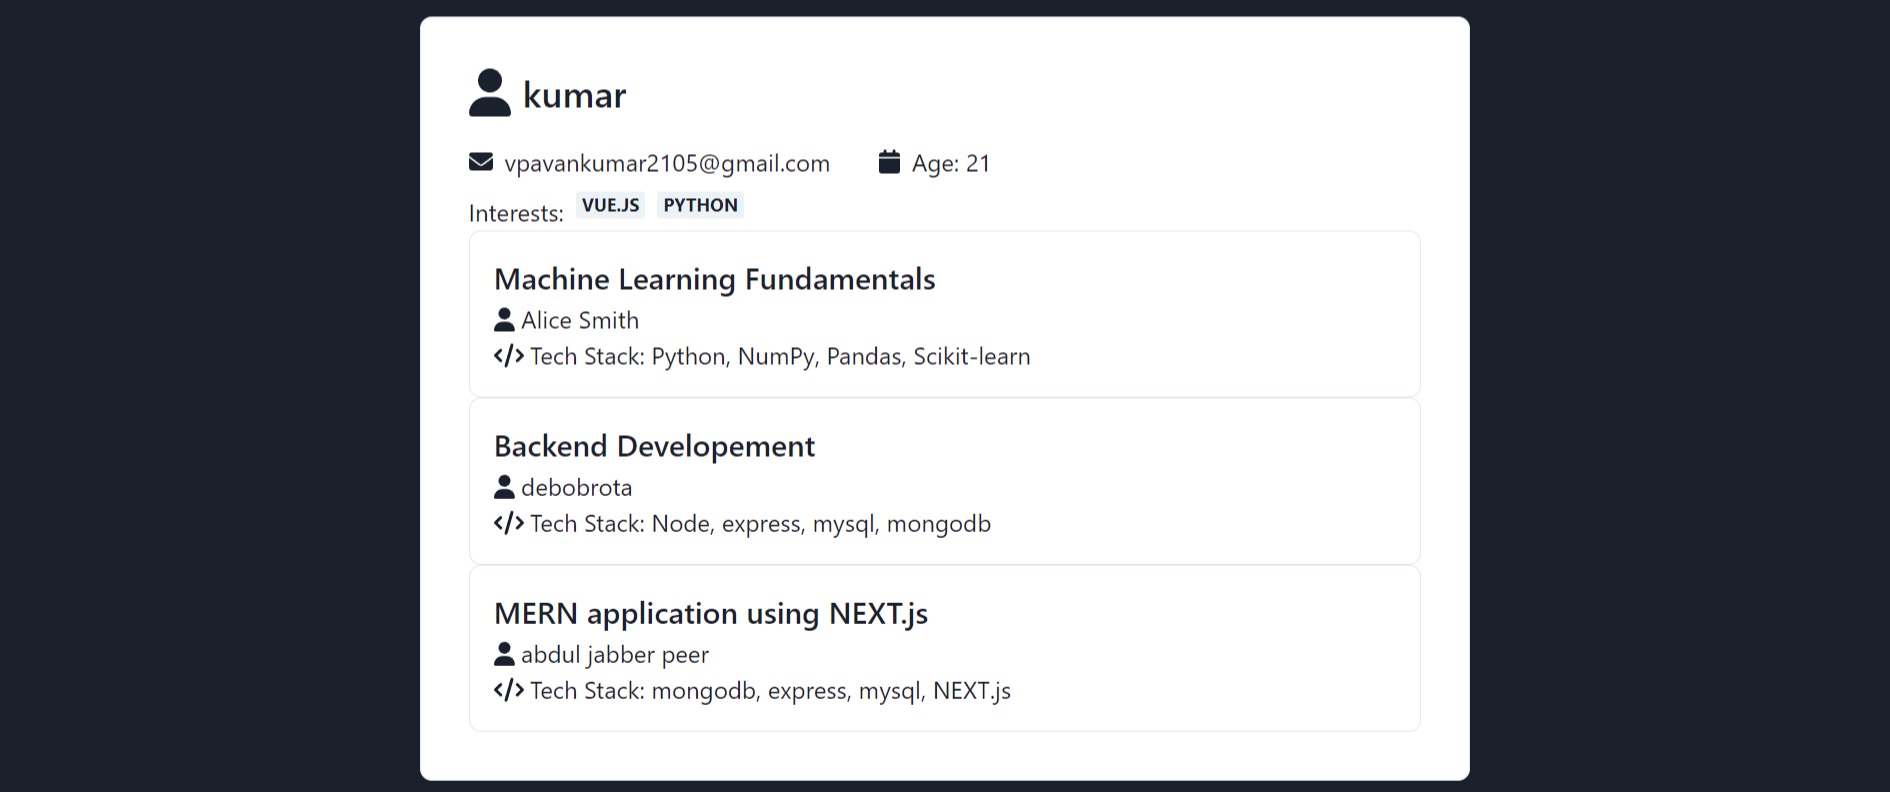 kumar
vpavankumar2105@gmail.com Age: 21
Interests: VUE.JS PYTHON
Machine Learning Fundamentals
Alice Smith
</> Tech Stack: Python, NumPy, Pandas, Scikit-learn
Backend Developement
debobrota
</> Tech Stack: Node, express, mysql, mongodb
MERN application using NEXT.js
abdul jabber peer
</> Tech Stack: mongodb, express, mysql, NEXT.js